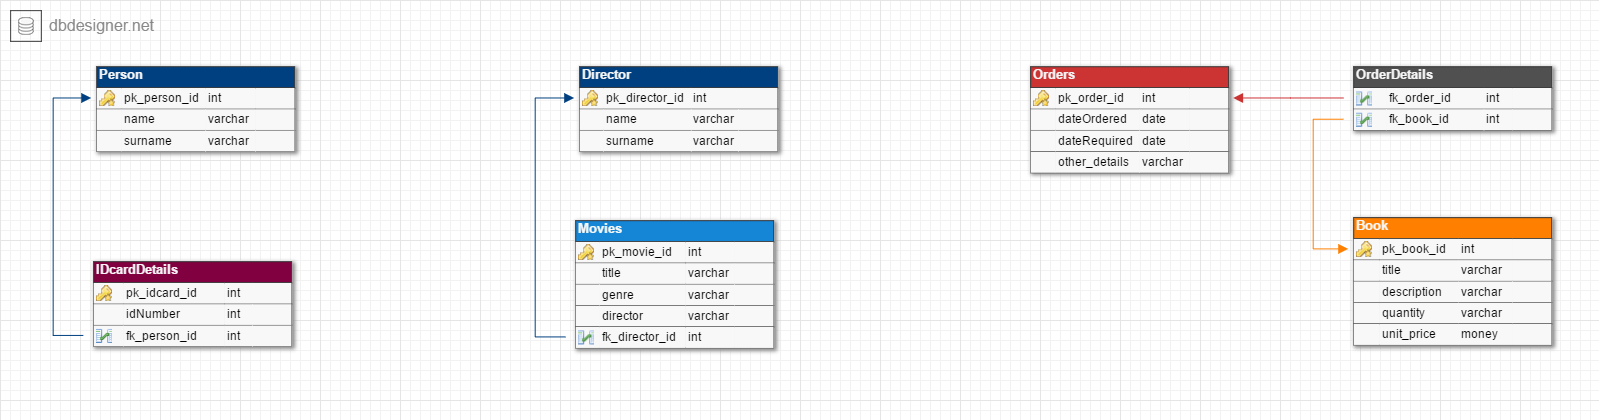 dbdesigner.net
Person
pk_person_id int
name varchar
surname varchar
IDcardDetails
pk_idcard_id int
idNumber int
fk_person_id int
Director
pk_director_id int
name varchar
surname varchar
Movies
pk_movie_id int
title varchar
genre varchar
director varchar
fk_director_id int
Orders
pk_order_id int
dateOrdered date
dateRequired date
other_details varchar
OrderDetails
fk_order_id int
fk_book_id int
Book
pk_book_id int
title varchar
description varchar
quantity varchar
unit_price money